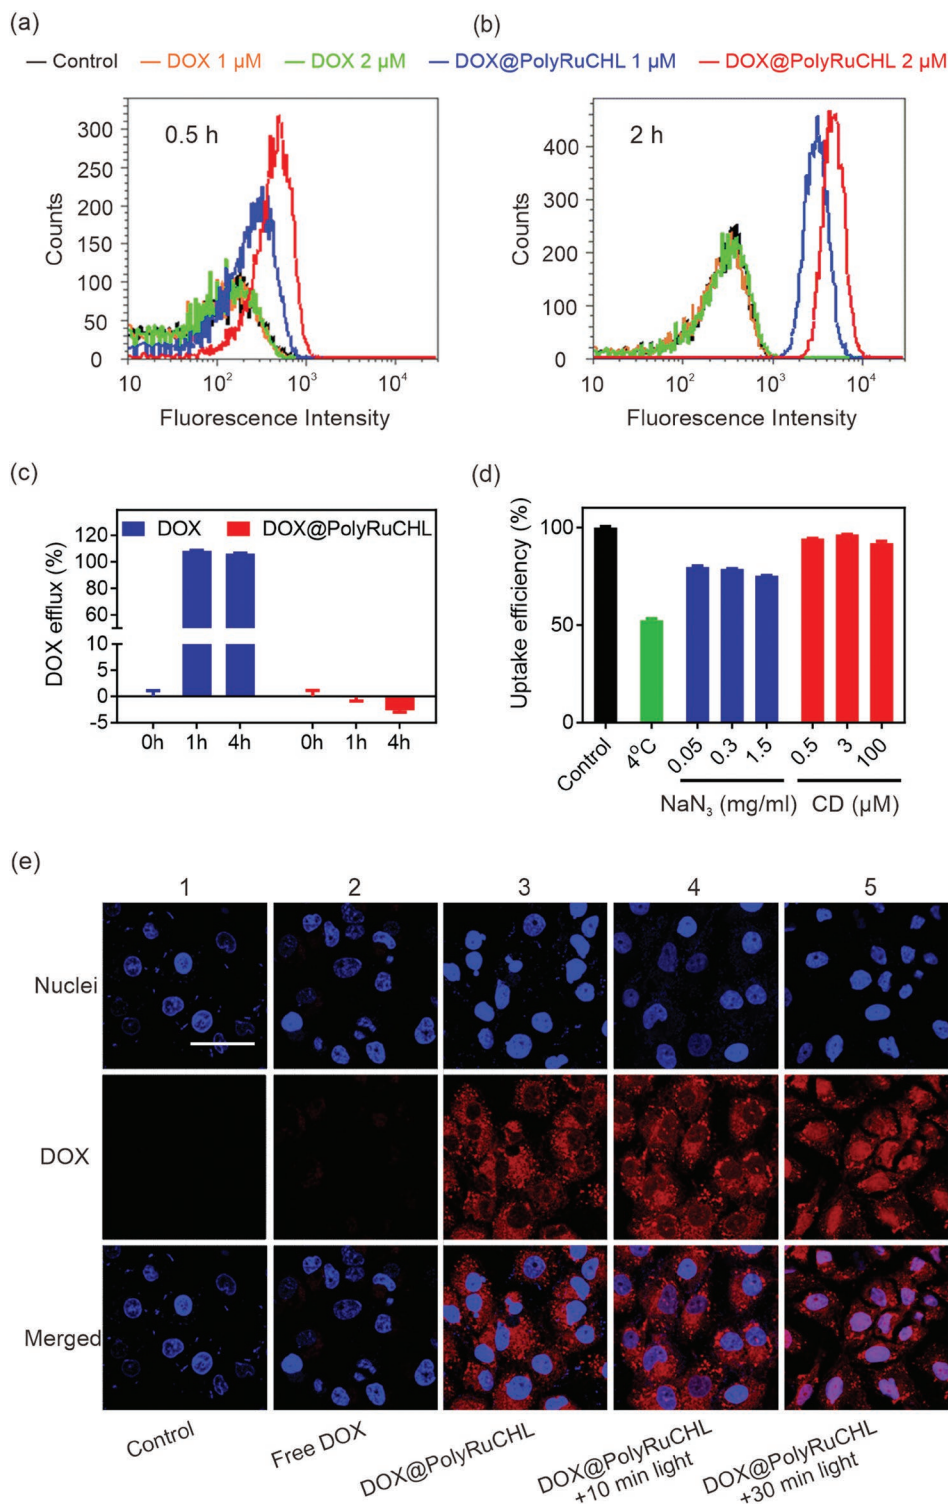 (a)
(b)
Control DOX 1 µM DOX 2 µM DOX@PolyRuCHL 1 µM DOX@PolyRuCHL 2 µM
0.5 h
300
250
200
150
100
50
0
Counts
10 10² 10³ 10⁴
Fluorescence Intensity
2 h
400
300
200
100
0
Counts
10 10² 10³ 10⁴
Fluorescence Intensity
(c)
DOX DOX@PolyRuCHL
120
100
80
60
10
5
0
-5
DOX efflux (%)
0h 1h 4h 0h 1h 4h
(d)
100
50
0
Uptake efficiency (%)
Control 4°C 0.05 0.3 1.5 0.5 3 100
NaN₃ (mg/ml) CD (µM)
(e)
1 2 3 4 5
Nuclei
DOX
Merged
Control
Free DOX
DOX@PolyRuCHL
DOX@PolyRuCHL
+10 min light
DOX@PolyRuCHL
+30 min light